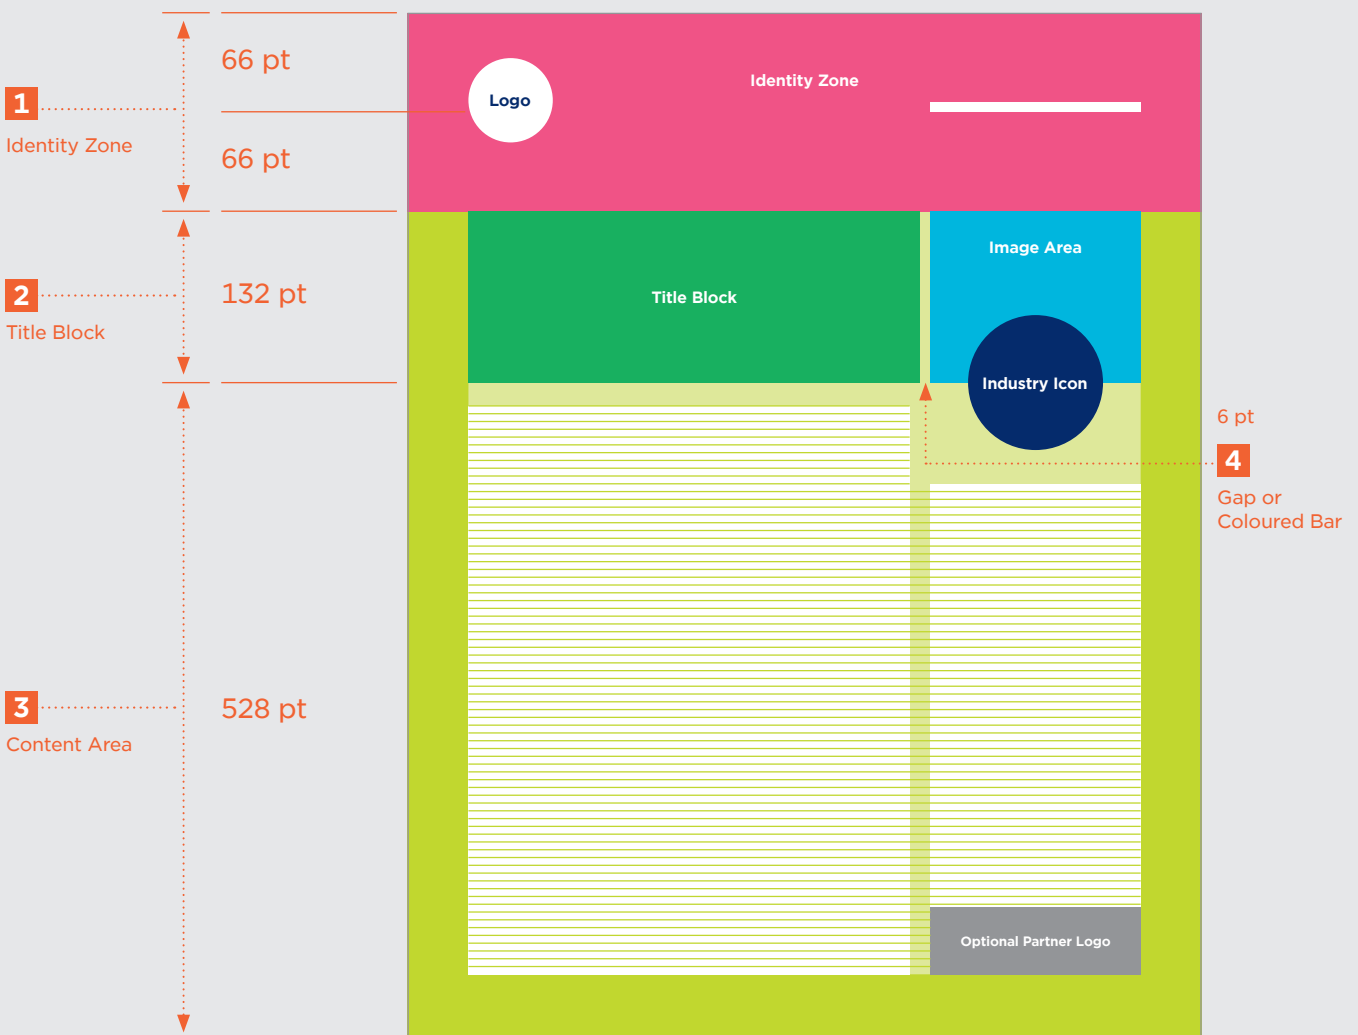 66 pt
1
Identity Zone
66 pt
2
132 pt
Title Block
3
528 pt
Content Area
Identity Zone
Logo
Title Block
Image Area
Industry Icon
Optional Partner Logo
6 pt
4
Gap or
Coloured Bar